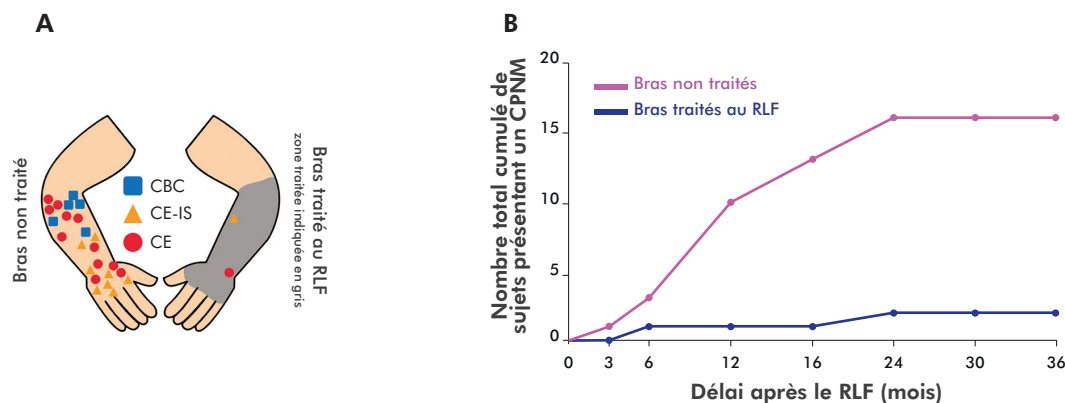 A
Bras non traité
CBC
CE-IS
CE
Bras traité au RLF
zone traitée indiquée en gris
B
Nombre total cumulé de
sujets présentant un CPNM
20
15
10
5
0
Bras non traités
Bras traités au RLF
0 3 6 12 16 24 30 36
Délai après le RLF (mois)